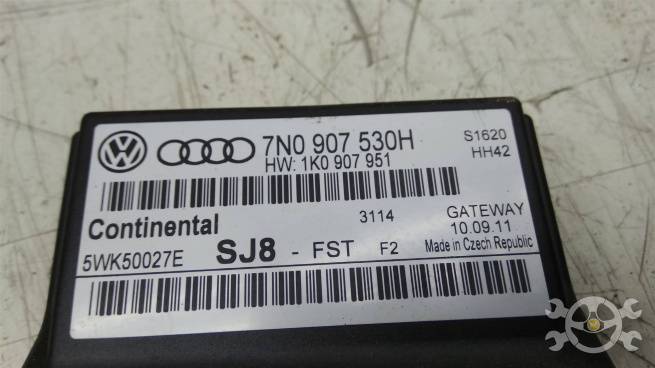 7N0 907 530H S1620
HW: 1K0 907 951 HH42
Continental 3114 GATEWAY
10.09.11
5WK50027E SJ8 - FST F2 Made in Czech Republic